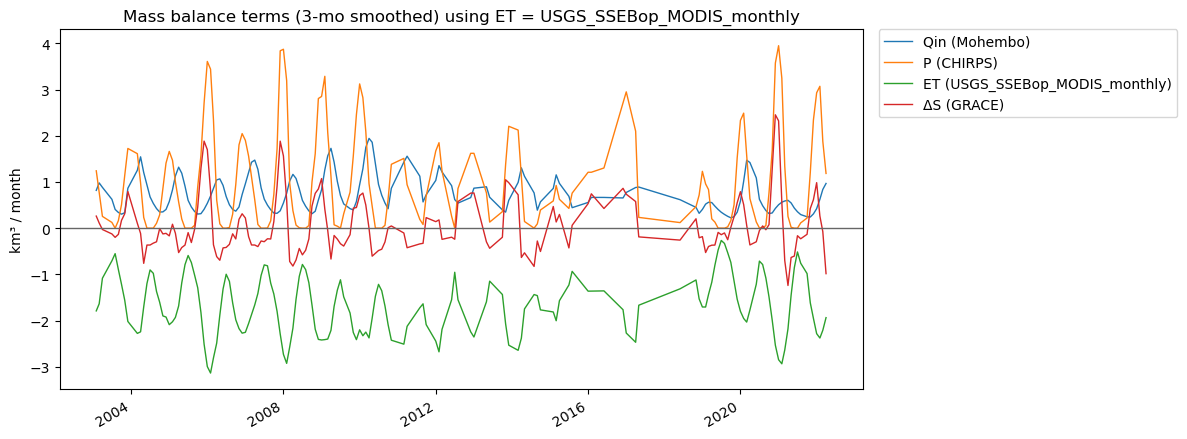 Mass balance terms (3-mo smoothed) using ET = USGS_SSEBop_MODIS_monthly
km³ / month
4
3
2
1
0
−1
−2
−3
2004
2008
2012
2016
2020
Qin (Mohembo)
P (CHIRPS)
ET (USGS_SSEBop_MODIS_monthly)
ΔS (GRACE)